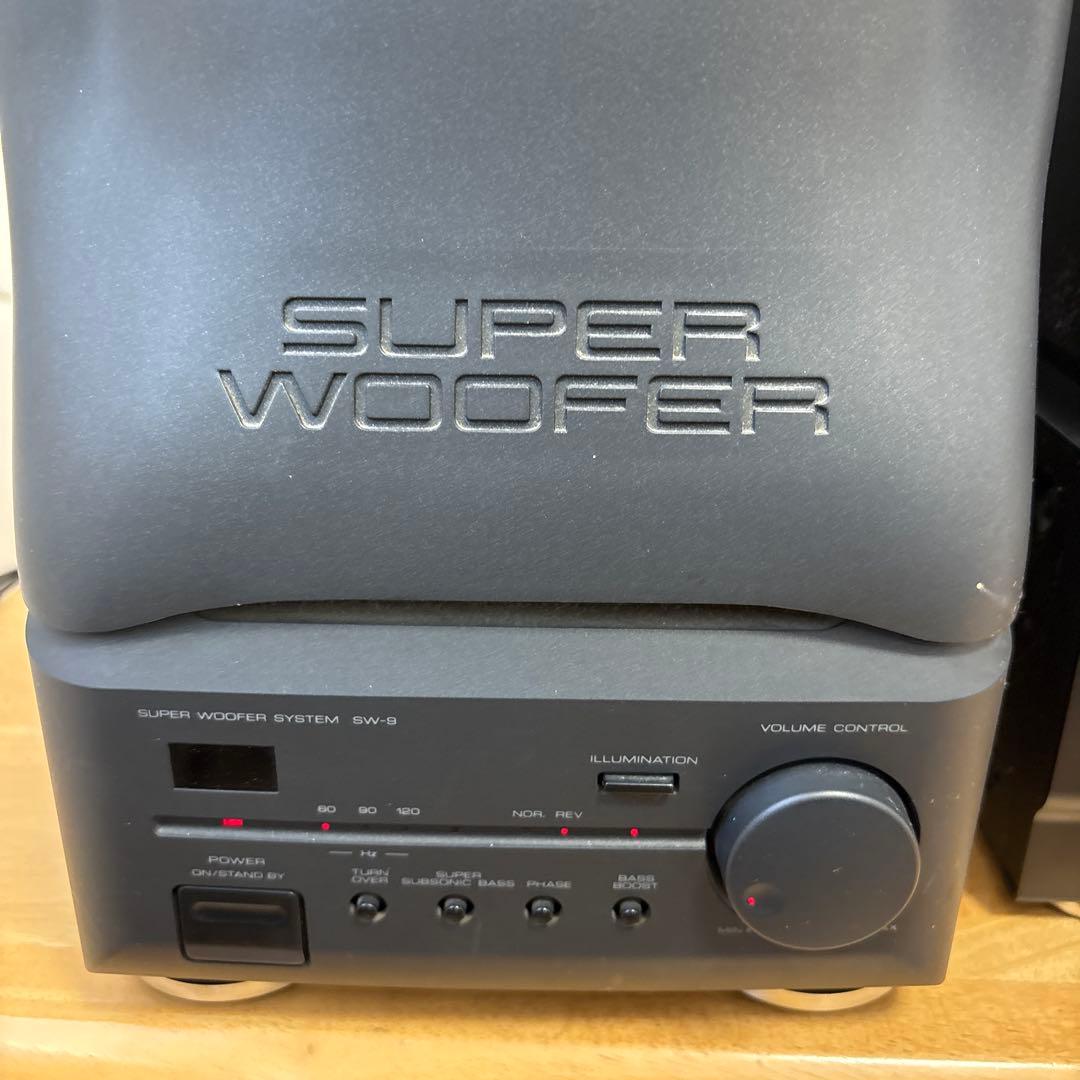 SUPER
WOOFER
SUPER WOOFER SYSTEM SW-9
VOLUME CONTROL
ILLUMINATION
60 90 120
NOR. REV
Hz
POWER
ON/STAND BY
TURN
OVER
SUPER
SUBSONIC BASS
PHASE
BASS
BOOST